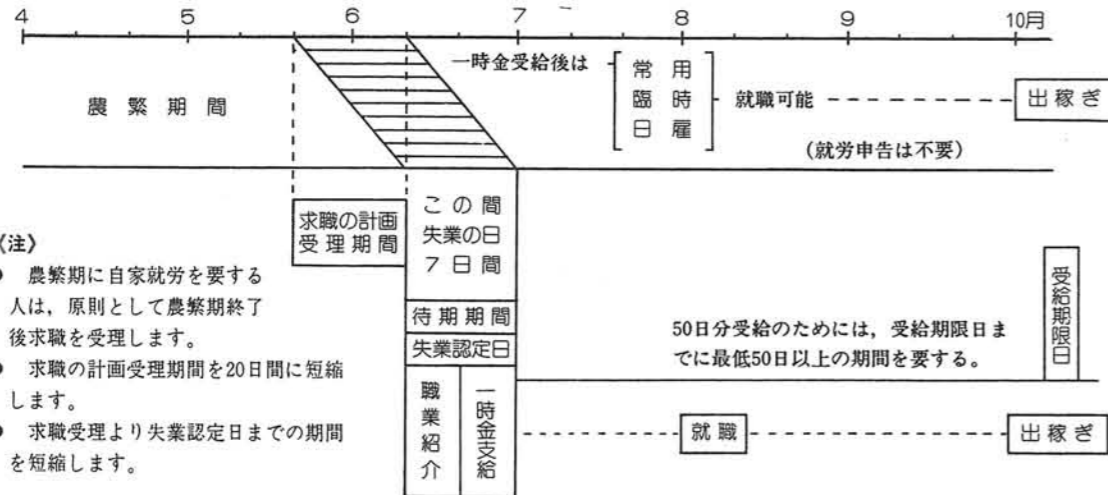 4 5 6 7 8 9 10月
農繁期間
一時金受給後は
常用
臨時
日雇
就職可能
出稼ぎ
(就労申告は不要)
求職の計画
受理期間
この間
失業の日
7日間
待期期間
失業認定日
職業紹介
一時金支給
《注》
● 農繁期に自家就労を要する
人は，原則として農繁期終了
後求職を受理します。
● 求職の計画受理期間を20日間に短縮
します。
● 求職受理より失業認定日までの期間
を短縮します。
50日分受給のためには，受給期限日ま
でに最低50日以上の期間を要する。
受給期限日
就職
出稼ぎ